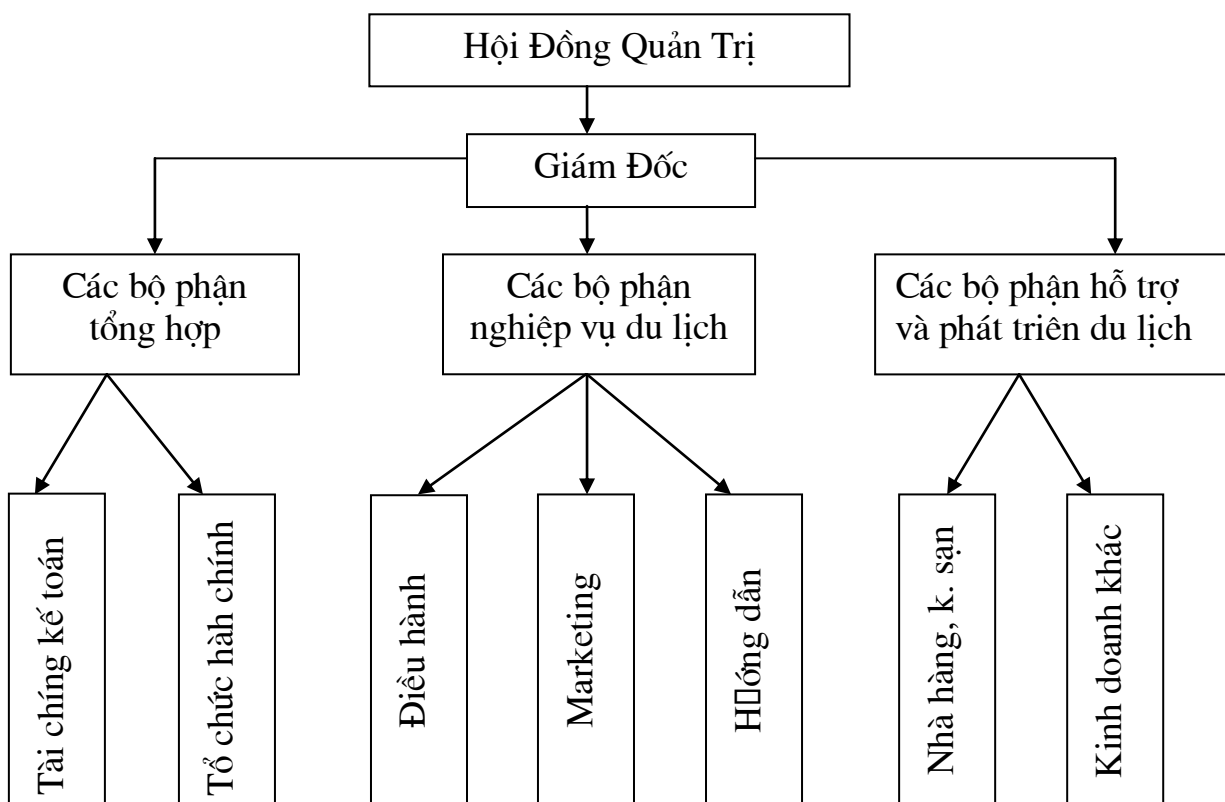 Hội Đồng Quản Trị
Giám Đốc
Các bộ phận
tổng hợp
Các bộ phận
nghiệp vụ du lịch
Các bộ phận hỗ trợ
và phát triên du lịch
Tài chíng kế toán
Tổ chức hàh chính
Điều hành
Marketing
H□ớng dẫn
Nhà hàng, k. sạn
Kinh doanh khác